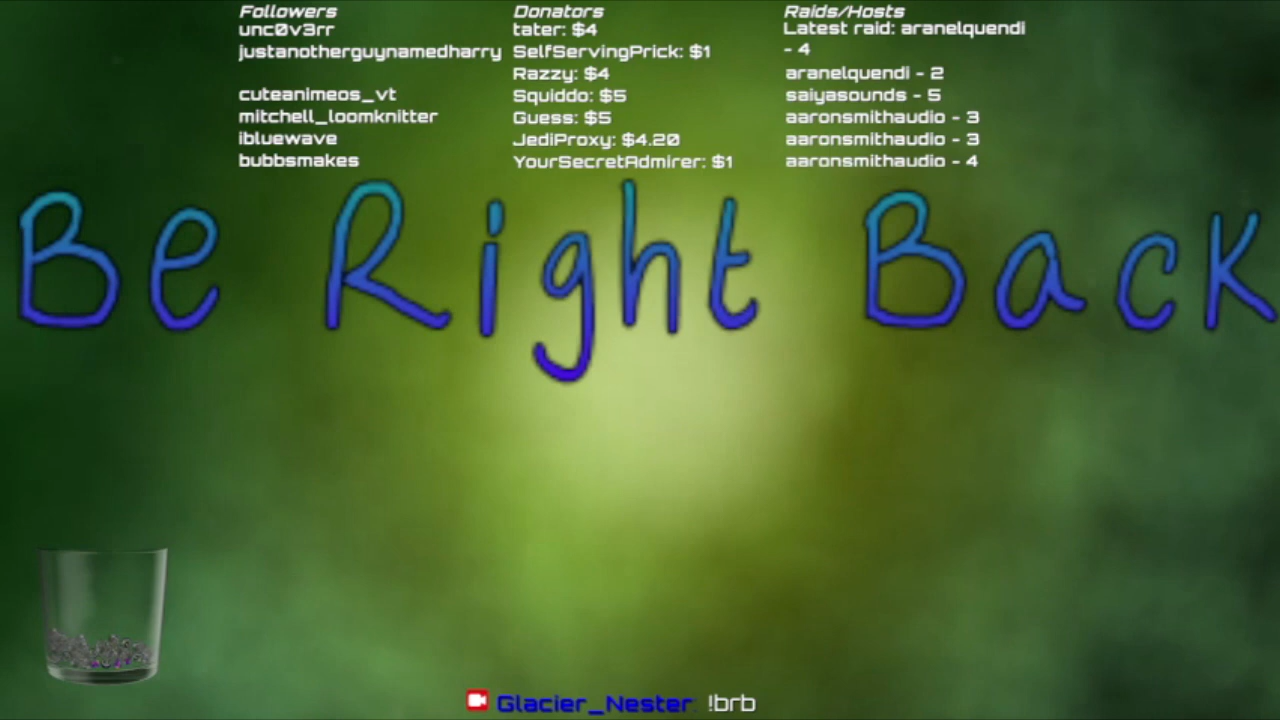 Followers
unc0v3rr
justanotherguynamedharry
cuteanimeos_vt
mitchell_loomknitter
ibluewave
bubbsmakes
Donators
tater: $4
SelfServingPrick: $1
Razzy: $4
Squiddo: $5
Guess: $5
JediProxy: $4.20
YourSecretAdmirer: $1
Raids/Hosts
Latest raid: aranelquendi
- 4
aranelquendi - 2
saiyasounds - 5
aaronsmithaudio - 3
aaronsmithaudio - 3
aaronsmithaudio - 4
Be Right Back
Glacier_Nester: !brb